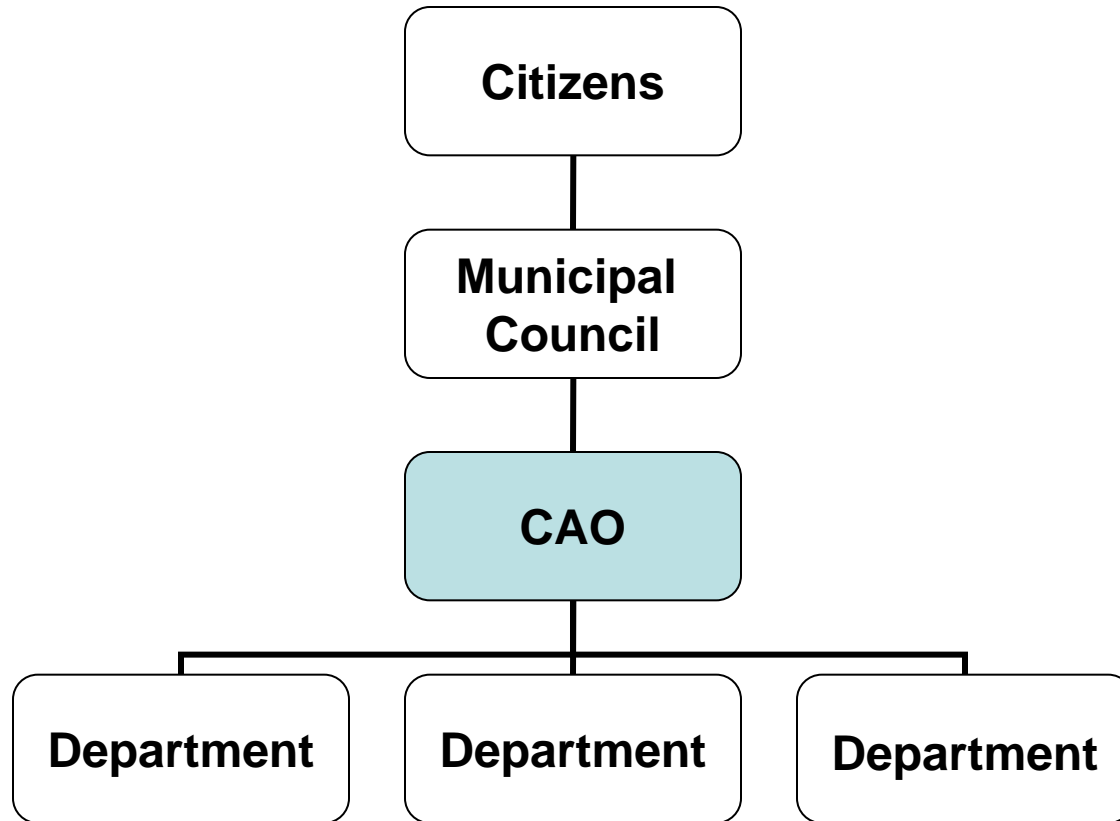 Citizens
Municipal
Council
CAO
Department
Department
Department